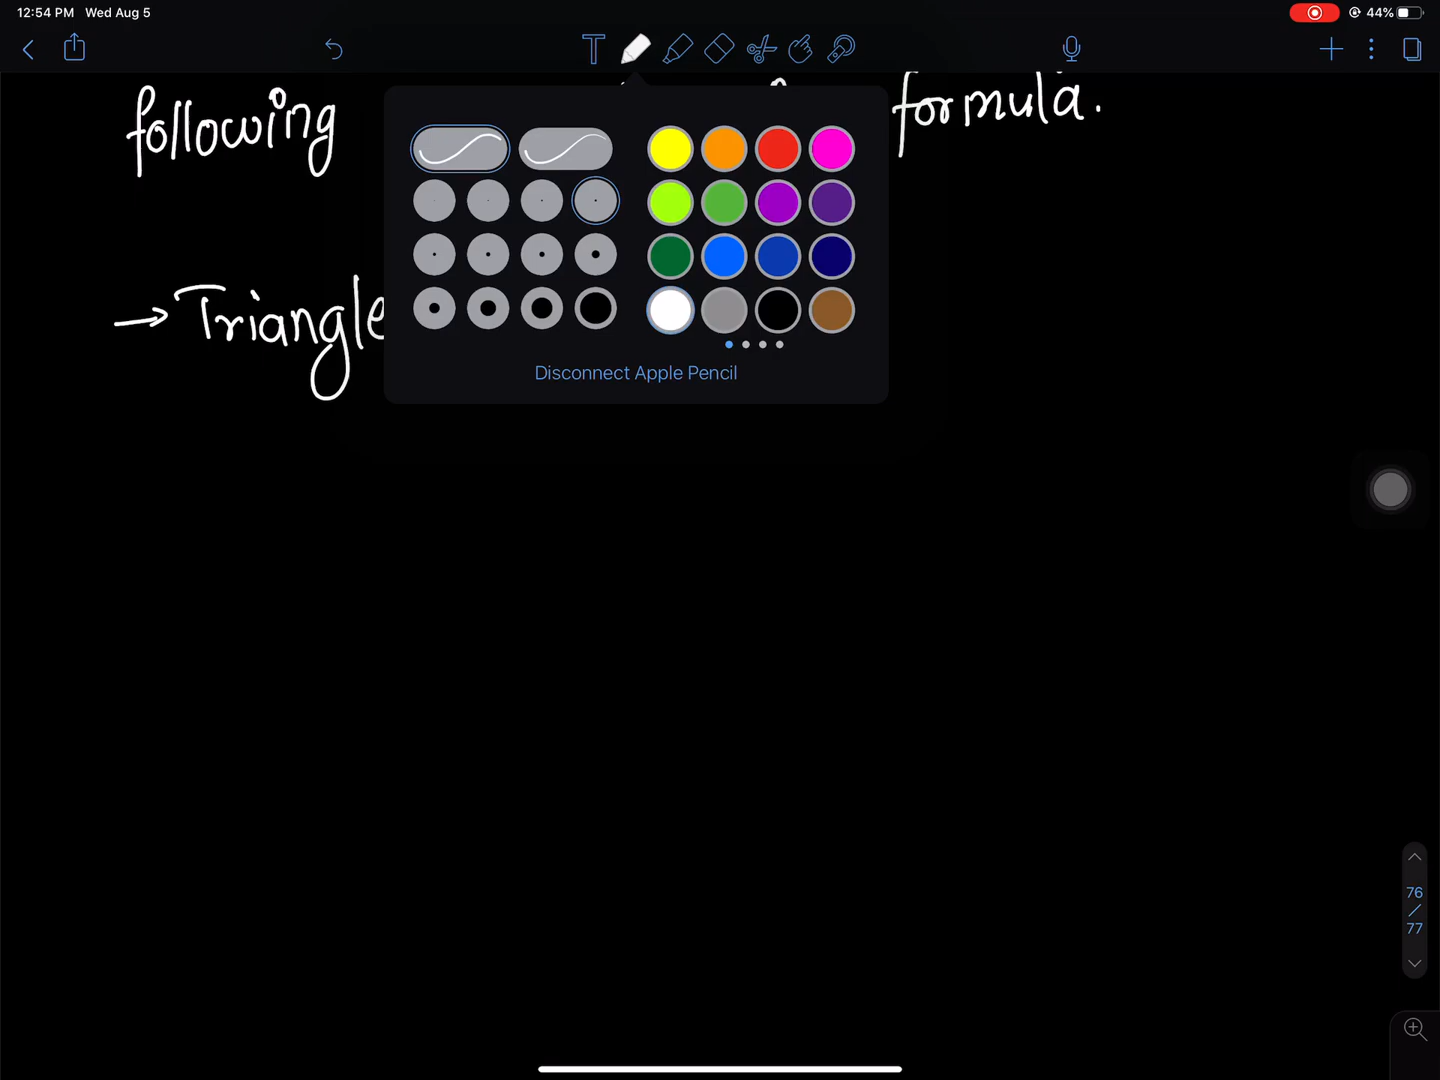 12:54 PM Wed Aug 5 44%
following formula.
→ Triangle
Disconnect Apple Pencil
76
/
77